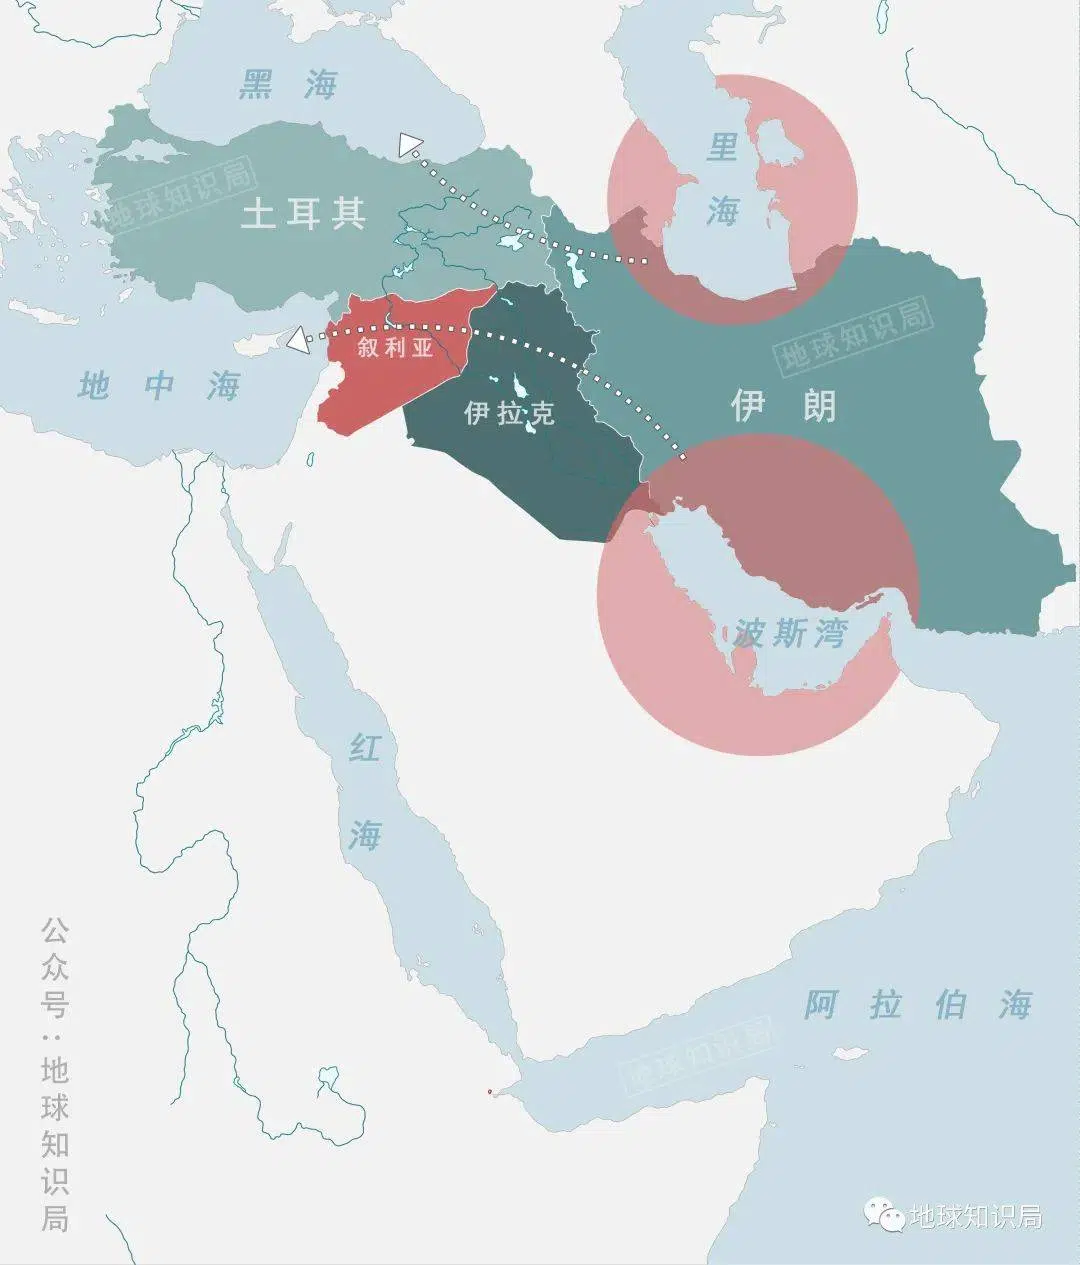 黑海
里
海
地球知识局
土耳其
地球知识局
叙利亚
地中海
伊拉克
伊朗
波斯湾
红
海
阿拉伯海
地球知识局
公众号：地球知识局
地球知识局